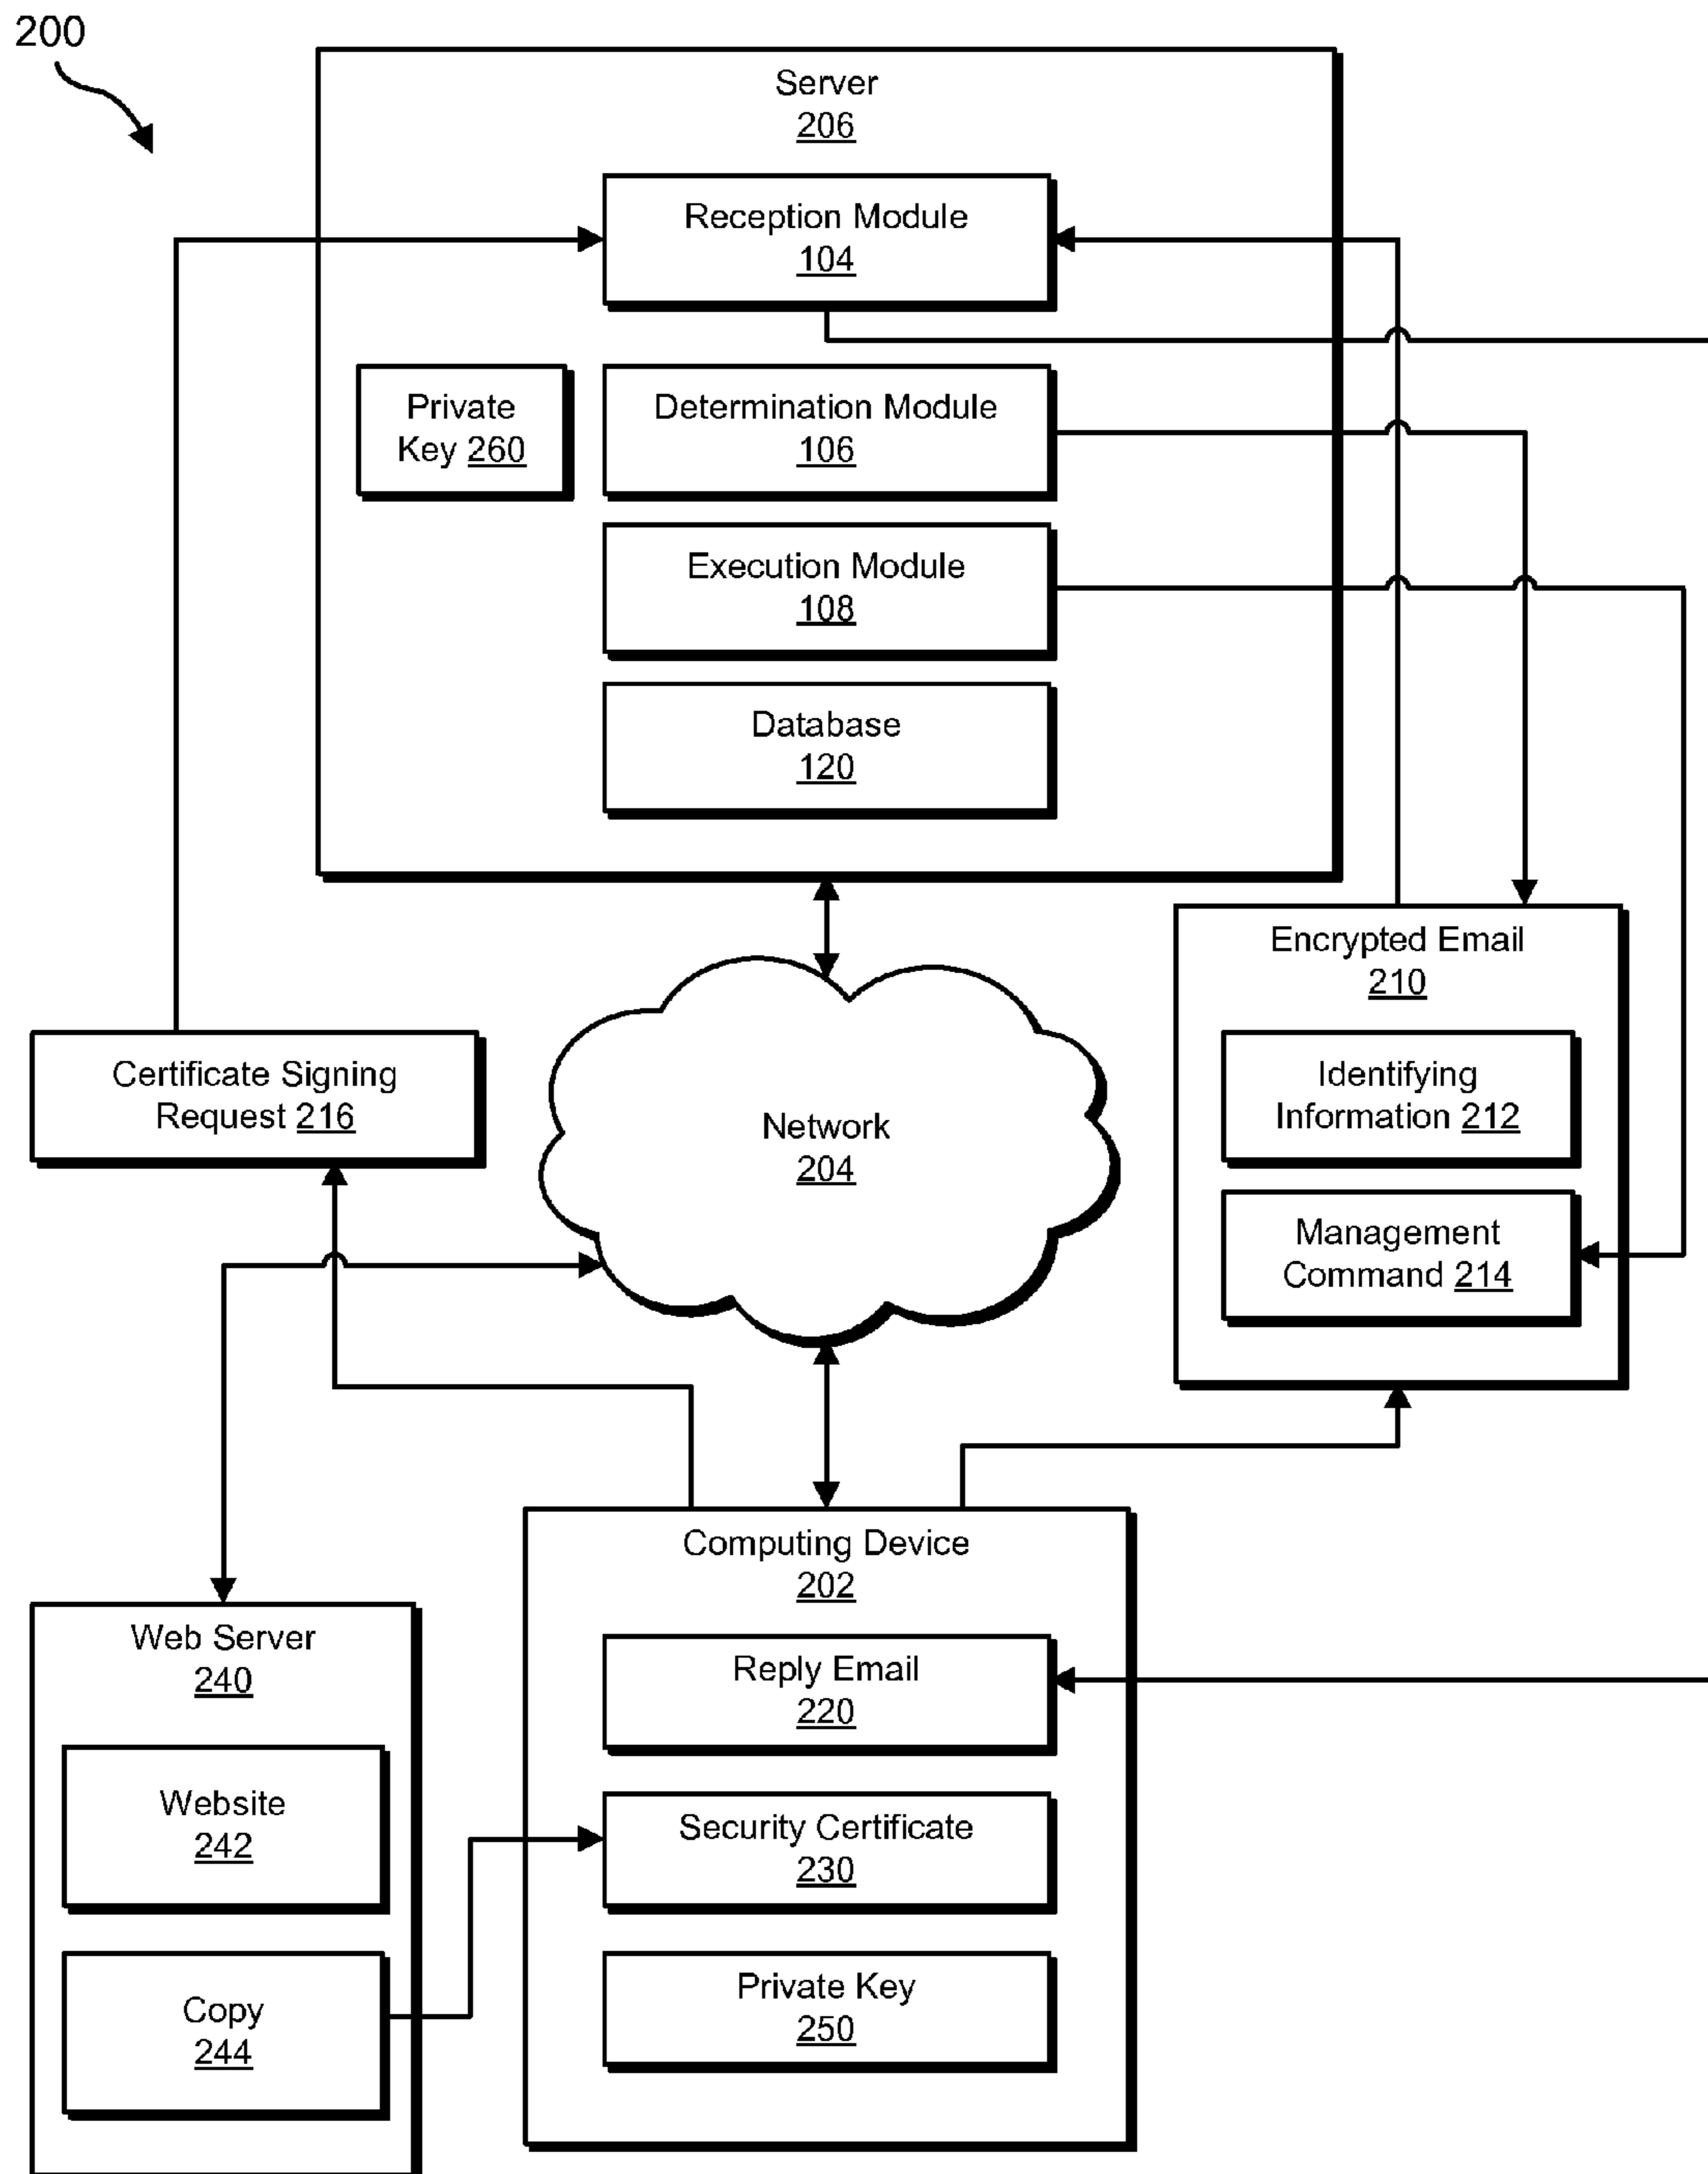 200
Server
206
Reception Module
104
Private
Key 260
Determination Module
106
Execution Module
108
Database
120
Encrypted Email
210
Identifying
Information 212
Management
Command 214
Certificate Signing
Request 216
Network
204
Computing Device
202
Reply Email
220
Security Certificate
230
Private Key
250
Web Server
240
Website
242
Copy
244